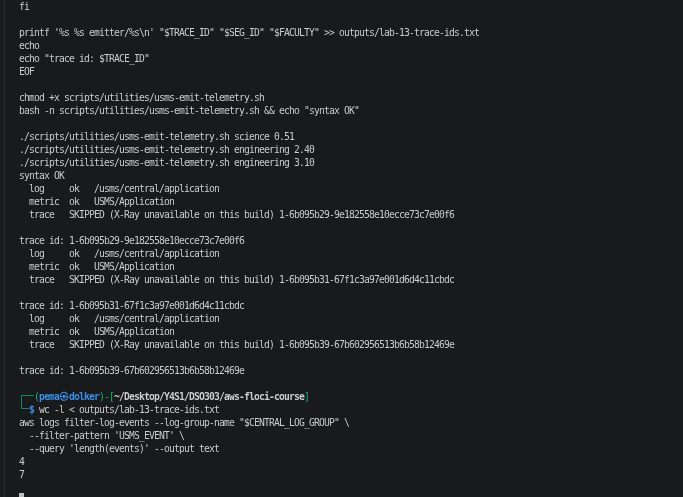 fi

printf '%s %s emitter/%s\n' "$TRACE_ID" "$SEG_ID" "$FACULTY" >> outputs/lab-13-trace-ids.txt
echo
echo "trace id: $TRACE_ID"
EOF

chmod +x scripts/utilities/usms-emit-telemetry.sh
bash -n scripts/utilities/usms-emit-telemetry.sh && echo "syntax OK"

./scripts/utilities/usms-emit-telemetry.sh science 0.51
./scripts/utilities/usms-emit-telemetry.sh engineering 2.40
./scripts/utilities/usms-emit-telemetry.sh engineering 3.10
syntax OK
  log     ok   /usms/central/application
  metric  ok   USMS/Application
  trace   SKIPPED (X-Ray unavailable on this build) 1-6b095b29-9e182558e10ecce73c7e00f6

trace id: 1-6b095b29-9e182558e10ecce73c7e00f6
  log     ok   /usms/central/application
  metric  ok   USMS/Application
  trace   SKIPPED (X-Ray unavailable on this build) 1-6b095b31-67f1c3a97e001d6d4c11cbdc

trace id: 1-6b095b31-67f1c3a97e001d6d4c11cbdc
  log     ok   /usms/central/application
  metric  ok   USMS/Application
  trace   SKIPPED (X-Ray unavailable on this build) 1-6b095b39-67b602956513b6b58b12469e

trace id: 1-6b095b39-67b602956513b6b58b12469e

┌──(pema㉿dolker)-[~/Desktop/Y4S1/DSO303/aws-floci-course]
└─$ wc -l < outputs/lab-13-trace-ids.txt
aws logs filter-log-events --log-group-name "$CENTRAL_LOG_GROUP" \
  --filter-pattern 'USMS_EVENT' \
  --query 'length(events)' --output text
4
7